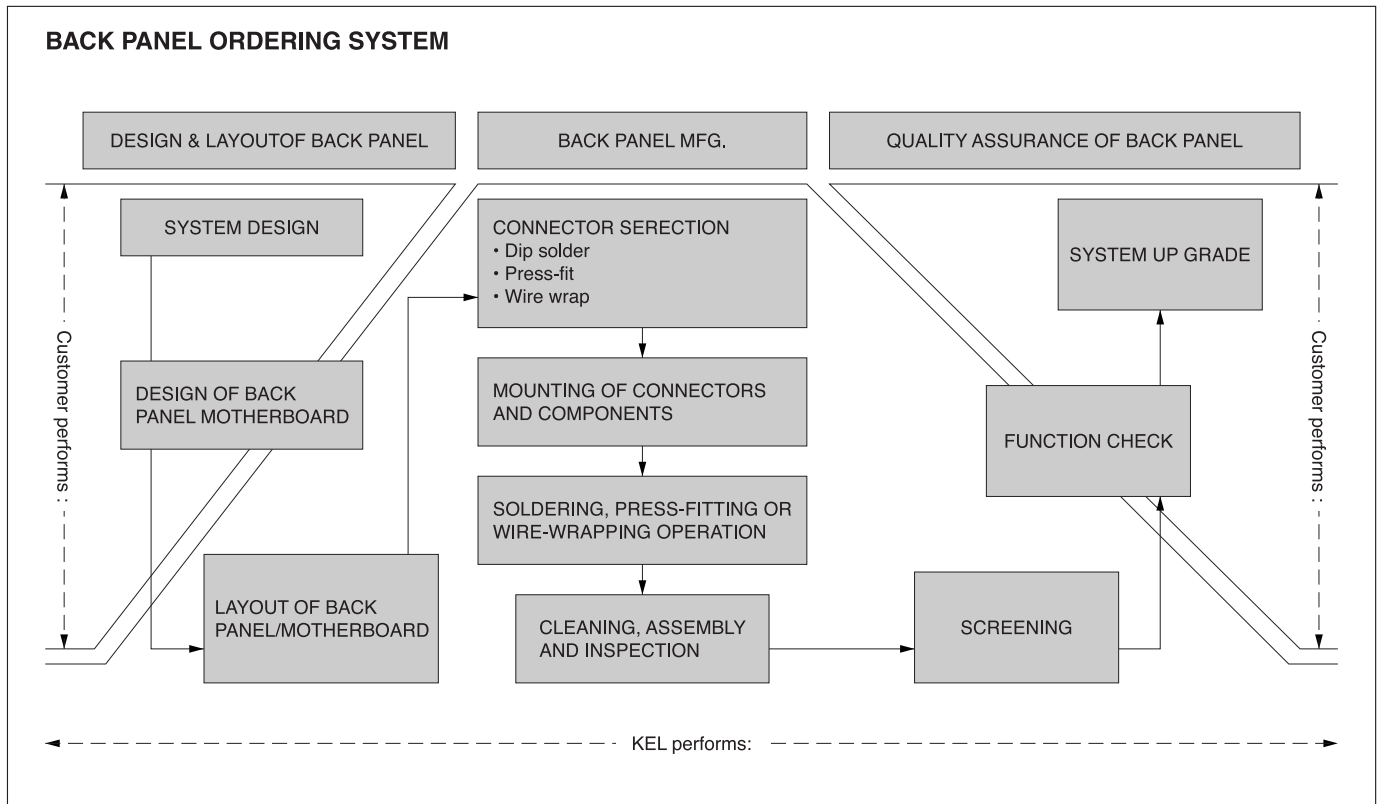 BACK PANEL ORDERING SYSTEM
DESIGN & LAYOUTOF BACK PANEL
BACK PANEL MFG.
QUALITY ASSURANCE OF BACK PANEL
Customer performs :
SYSTEM DESIGN
DESIGN OF BACK
PANEL MOTHERBOARD
LAYOUT OF BACK
PANEL/MOTHERBOARD
CONNECTOR SERECTION
• Dip solder
• Press-fit
• Wire wrap
MOUNTING OF CONNECTORS
AND COMPONENTS
SOLDERING, PRESS-FITTING OR
WIRE-WRAPPING OPERATION
CLEANING, ASSEMBLY
AND INSPECTION
SCREENING
FUNCTION CHECK
SYSTEM UP GRADE
Customer performs :
KEL performs: